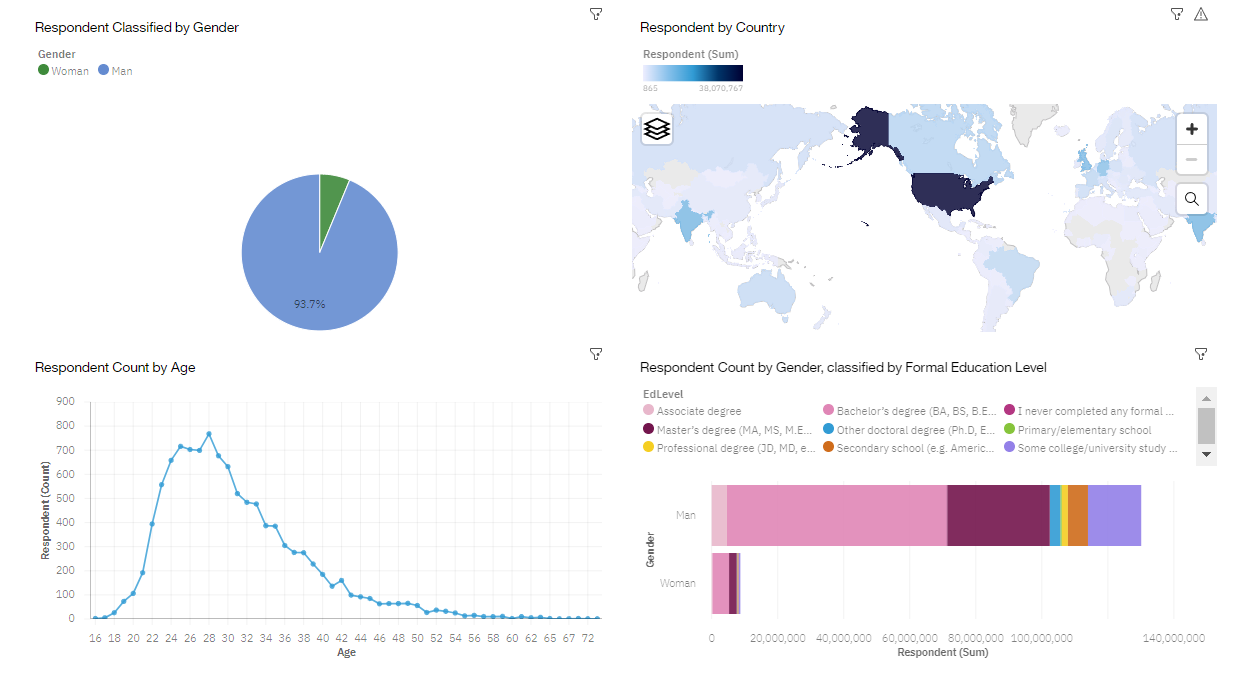 Respondent Classified by Gender
Gender
Woman Man
93.7%
Respondent by Country
Respondent (Sum)
865 38,070,767
Respondent Count by Age
900
800
700
600
500
400
300
200
100
0
Respondent (Count)
16 18 20 22 24 26 28 30 32 34 36 38 40 42 44 46 48 50 52 54 56 58 60 62 65 67 72
Age
Respondent Count by Gender, classified by Formal Education Level
EdLevel
Associate degree Bachelor's degree (BA, BS, B.E... I never completed any formal ...
Master's degree (MA, MS, M.E... Other doctoral degree (Ph.D, E... Primary/elementary school
Professional degree (JD, MD, e... Secondary school (e.g. Americ... Some college/university study ...
Gender
Man
Woman
0 20,000,000 40,000,000 60,000,000 80,000,000 100,000,000 140,000,000
Respondent (Sum)